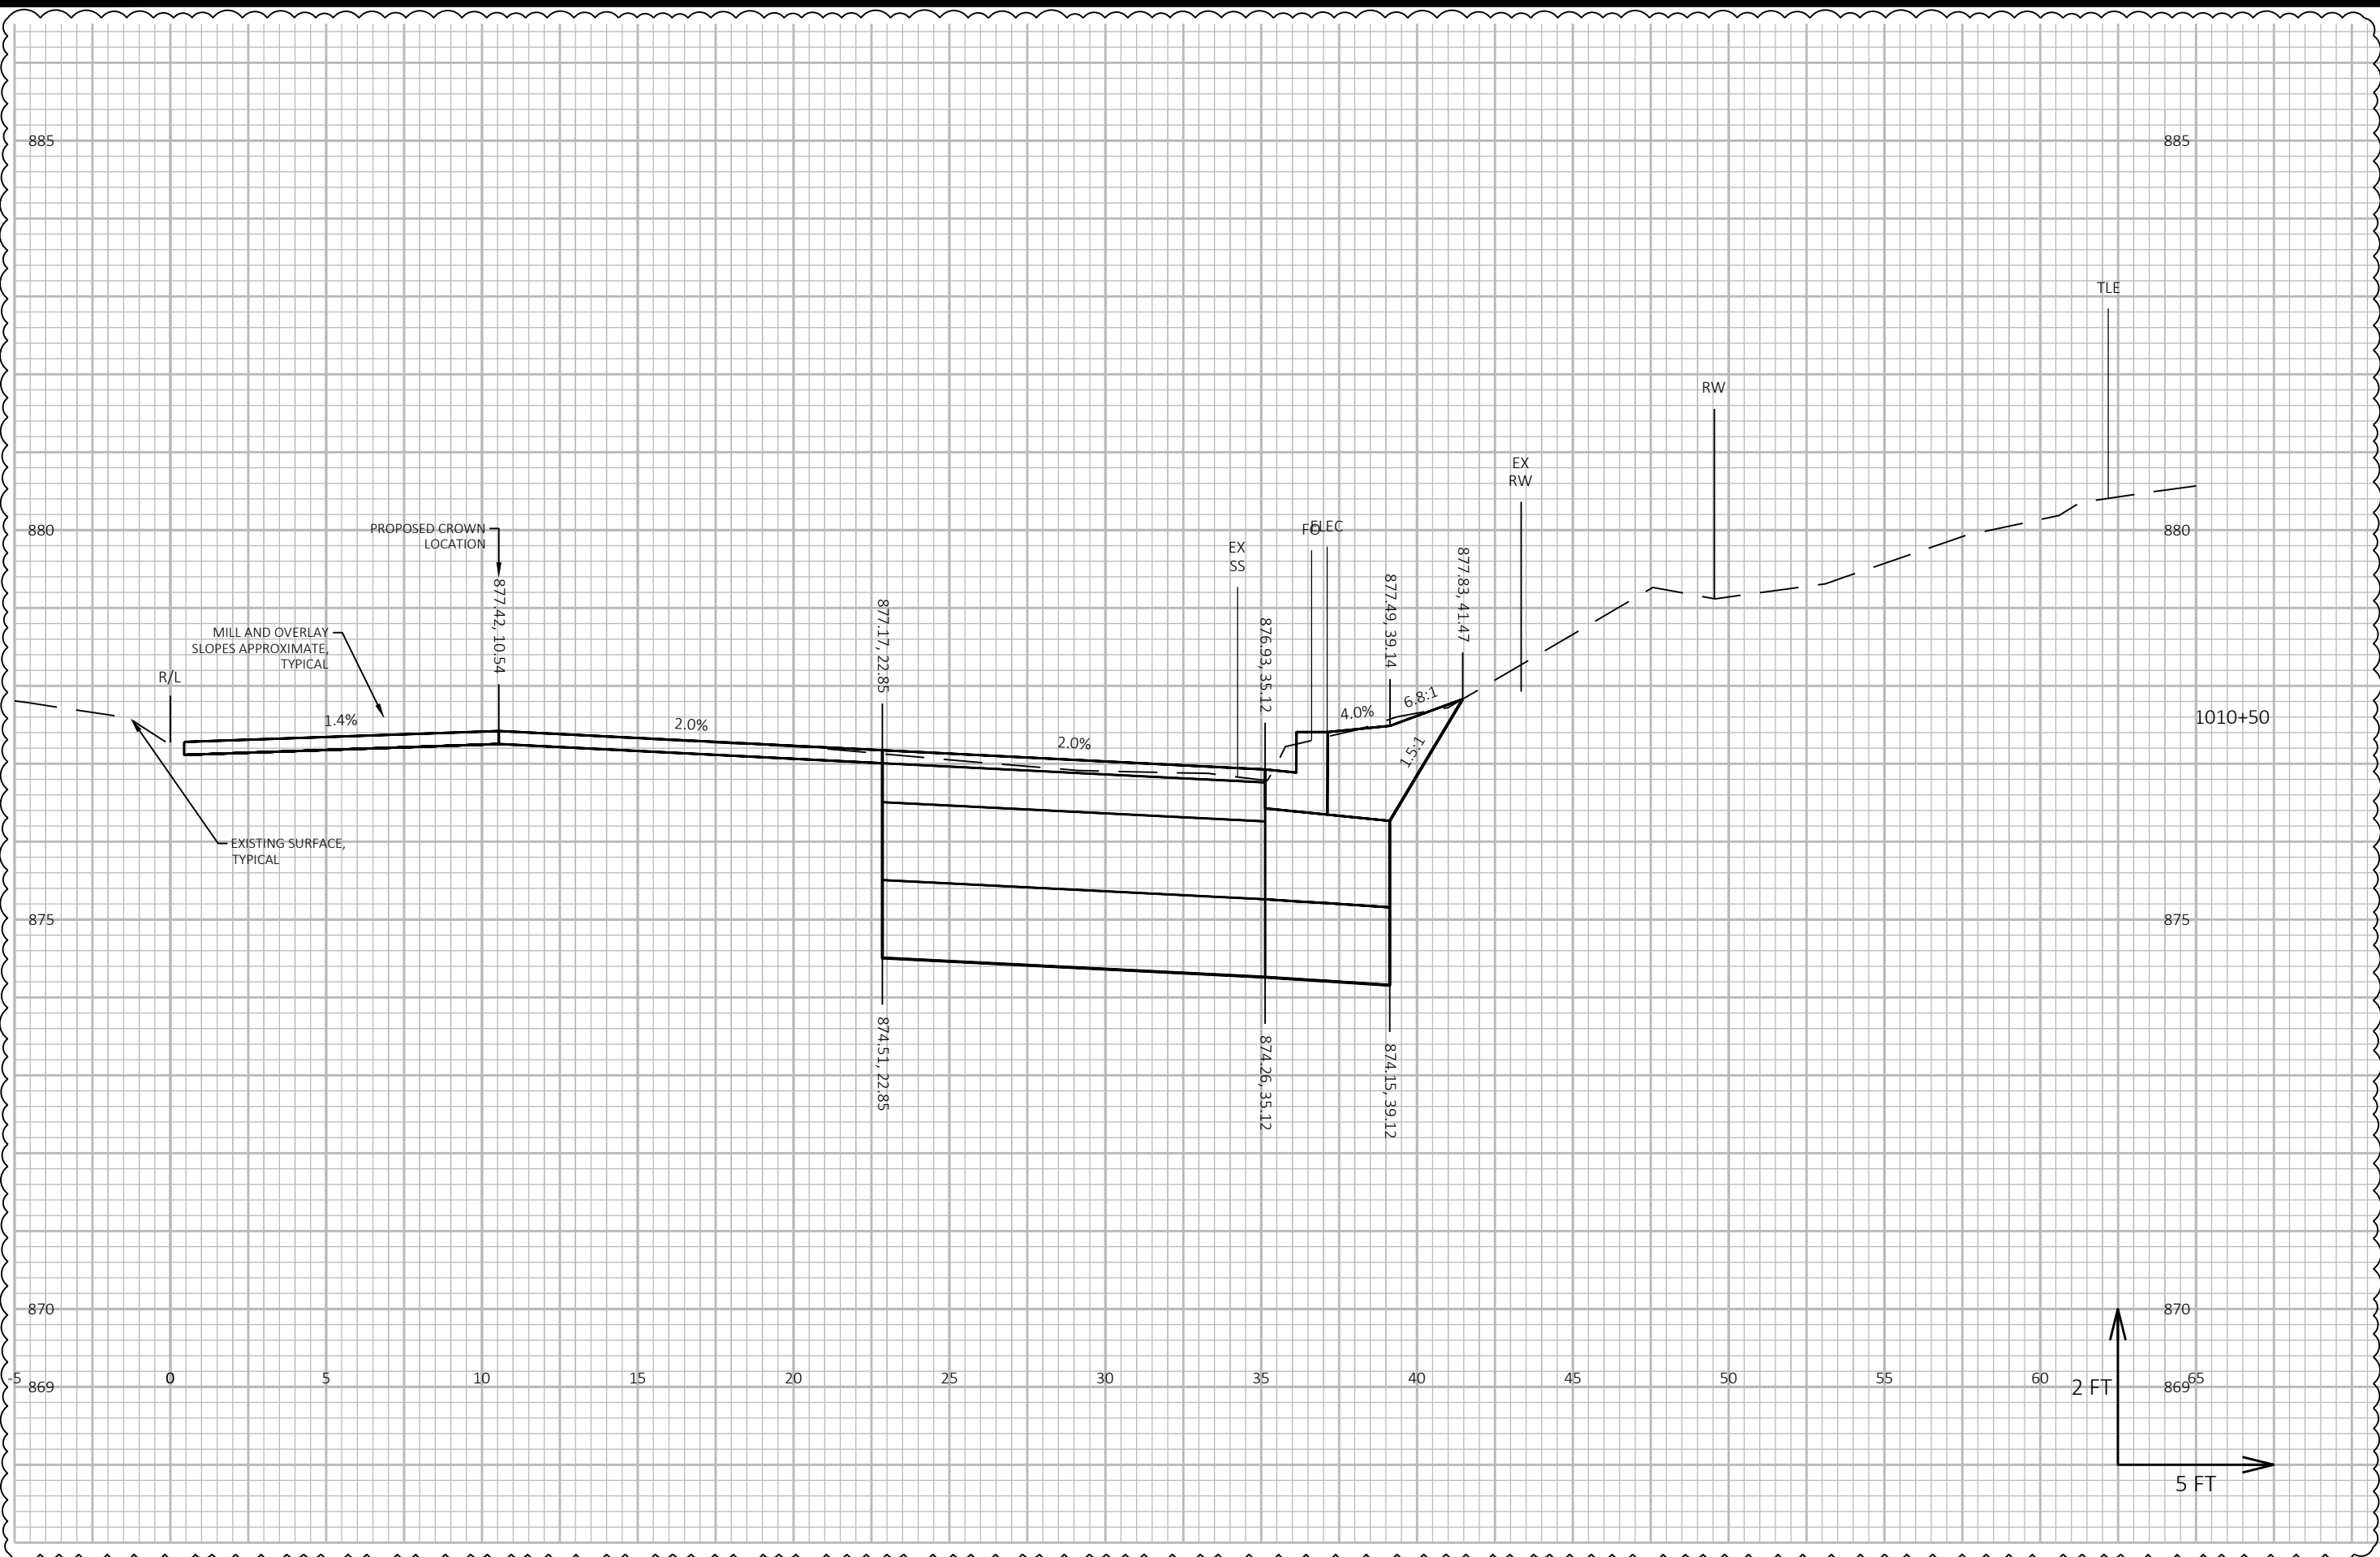 885
885
TLE
RW
EX
RW
880
PROPOSED CROWN
LOCATION
FO
ELEC
880
EX
SS
877.42, 10.54
877.17, 22.85
876.93, 35.12
877.49, 39.14
877.83, 41.47
MILL AND OVERLAY
SLOPES APPROXIMATE,
TYPICAL
R/L
1.4%
2.0%
2.0%
4.0%
6.8:1
1.5:1
1010+50
EXISTING SURFACE,
TYPICAL
875
875
874.51, 22.85
874.26, 35.12
874.15, 39.12
870
870
-5 0 5 10 15 20 25 30 35 40 45 50 55 60 65
869
869
2 FT
5 FT